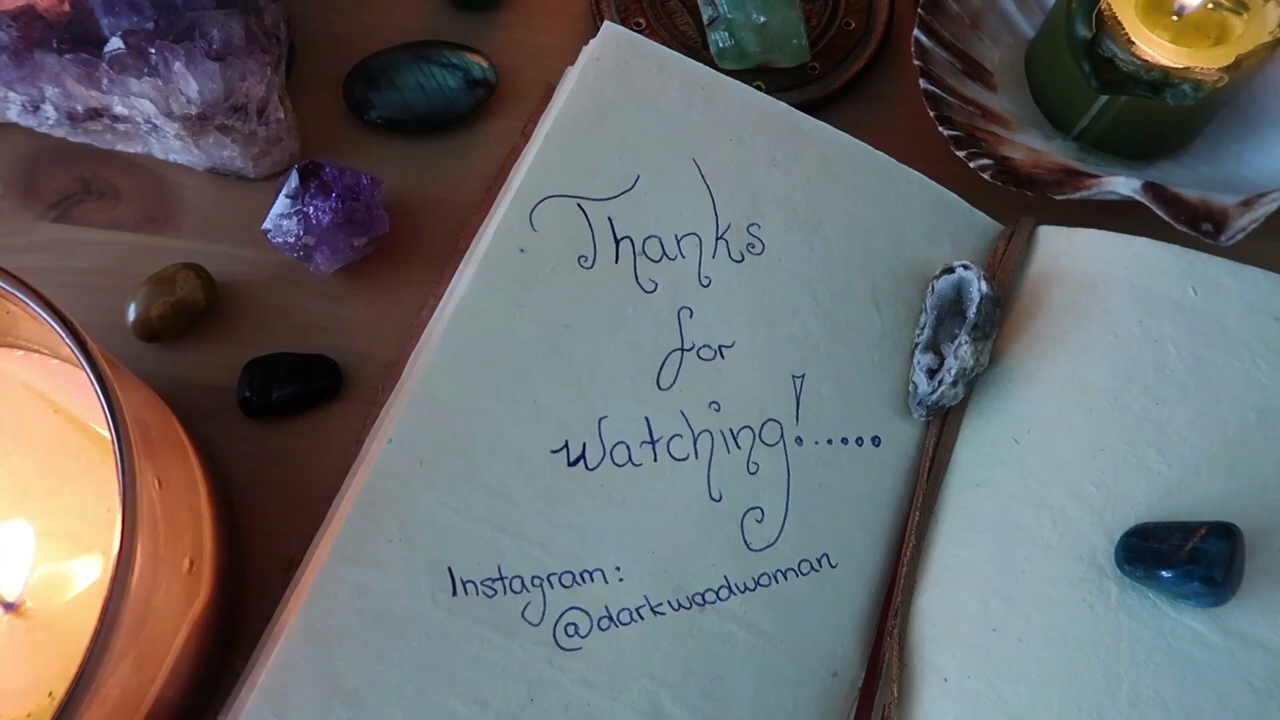 Thanks
for
Watching!.....
Instagram:
@darkwoodwoman